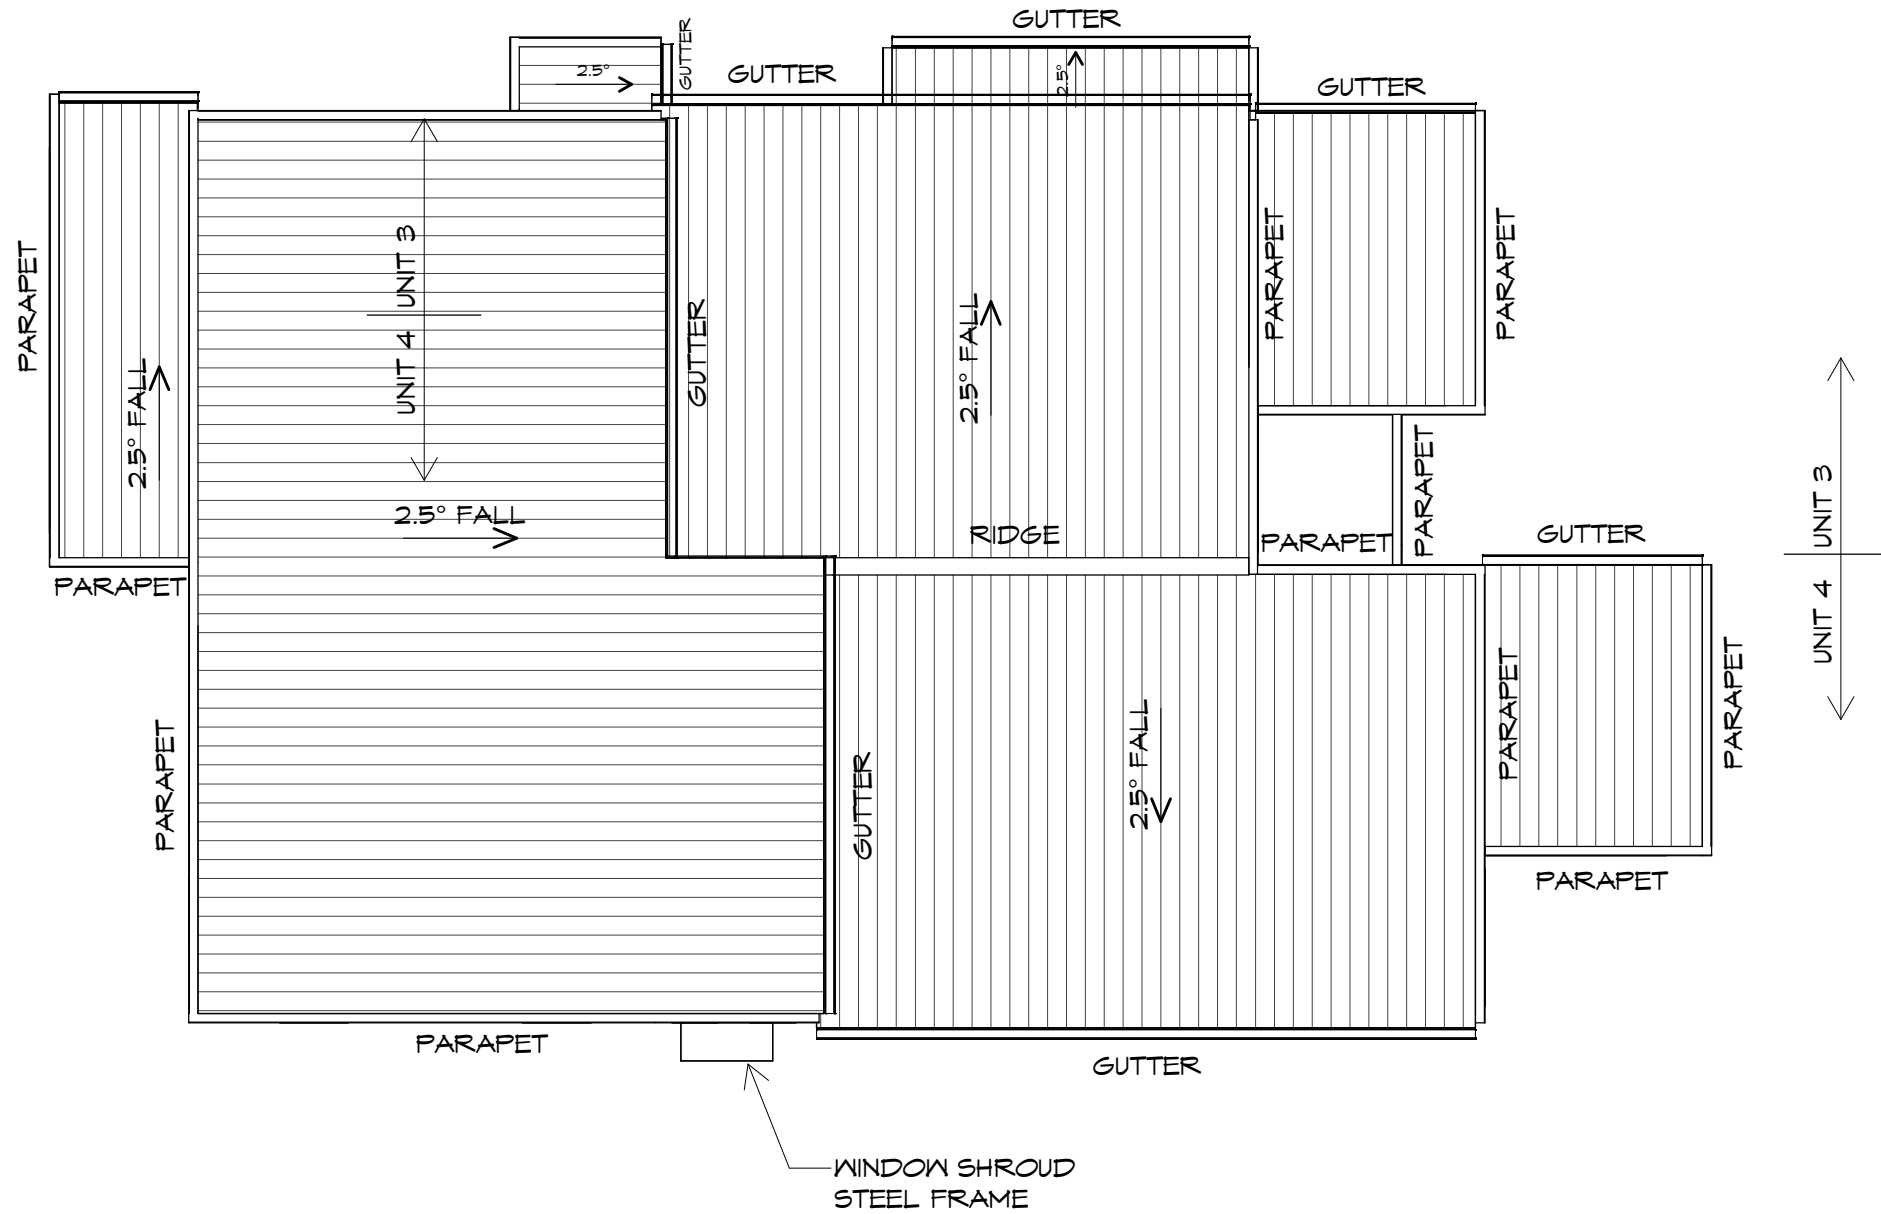 GUTTER
GUTTER
GUTTER
2.5°
2.5°
GUTTER
PARAPET
UNIT 3
UNIT 4
2.5° FALL
GUTTER
2.5° FALL
PARAPET
PARAPET
2.5° FALL
RIDGE
PARAPET
PARAPET
GUTTER
UNIT 3
UNIT 4
PARAPET
PARAPET
GUTTER
2.5° FALL
PARAPET
PARAPET
PARAPET
PARAPET
GUTTER
WINDOW SHROUD
STEEL FRAME